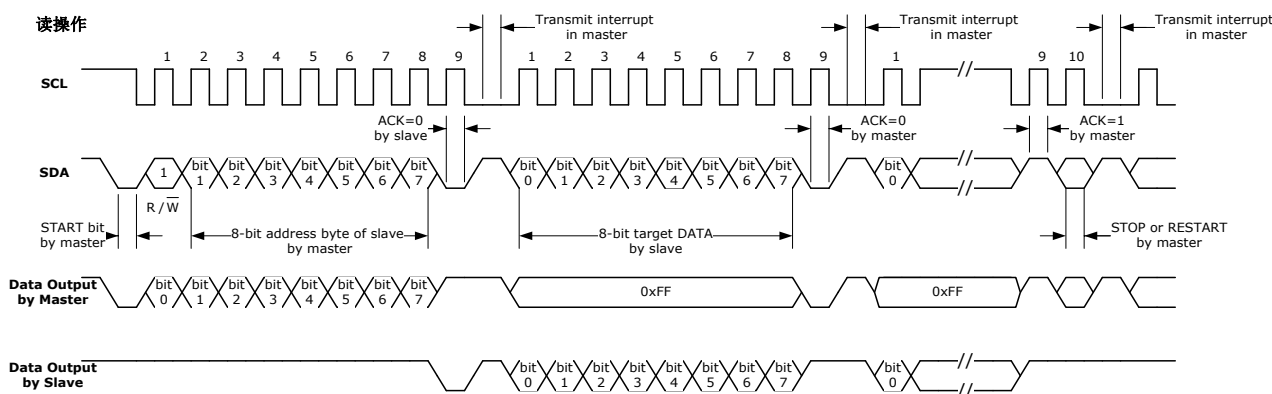 读操作
Transmit interrupt
in master
Transmit interrupt
in master
Transmit interrupt
in master
SCL
1 2 3 4 5 6 7 8 9
1 2 3 4 5 6 7 8 9
1 // 9 10
ACK=0
by slave
ACK=0
by master
ACK=1
by master
SDA
1 bit 1 bit 2 bit 3 bit 4 bit 5 bit 6 bit 7
bit 0 bit 1 bit 2 bit 3 bit 4 bit 5 bit 6 bit 7
bit 0 // //
R/W̅
START bit
by master
8-bit address byte of slave
by master
8-bit target DATA
by slave
STOP or RESTART
by master
Data Output
by Master
bit 0 bit 1 bit 2 bit 3 bit 4 bit 5 bit 6 bit 7
0xFF
0xFF
Data Output
by Slave
bit 0 bit 1 bit 2 bit 3 bit 4 bit 5 bit 6 bit 7
bit 0 // //